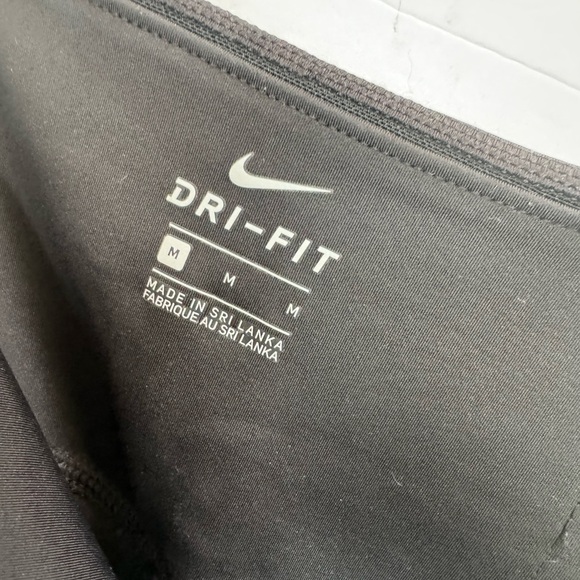 DRI-FIT
M M M
MADE IN SRI LANKA
FABRIQUE AU SRI LANKA